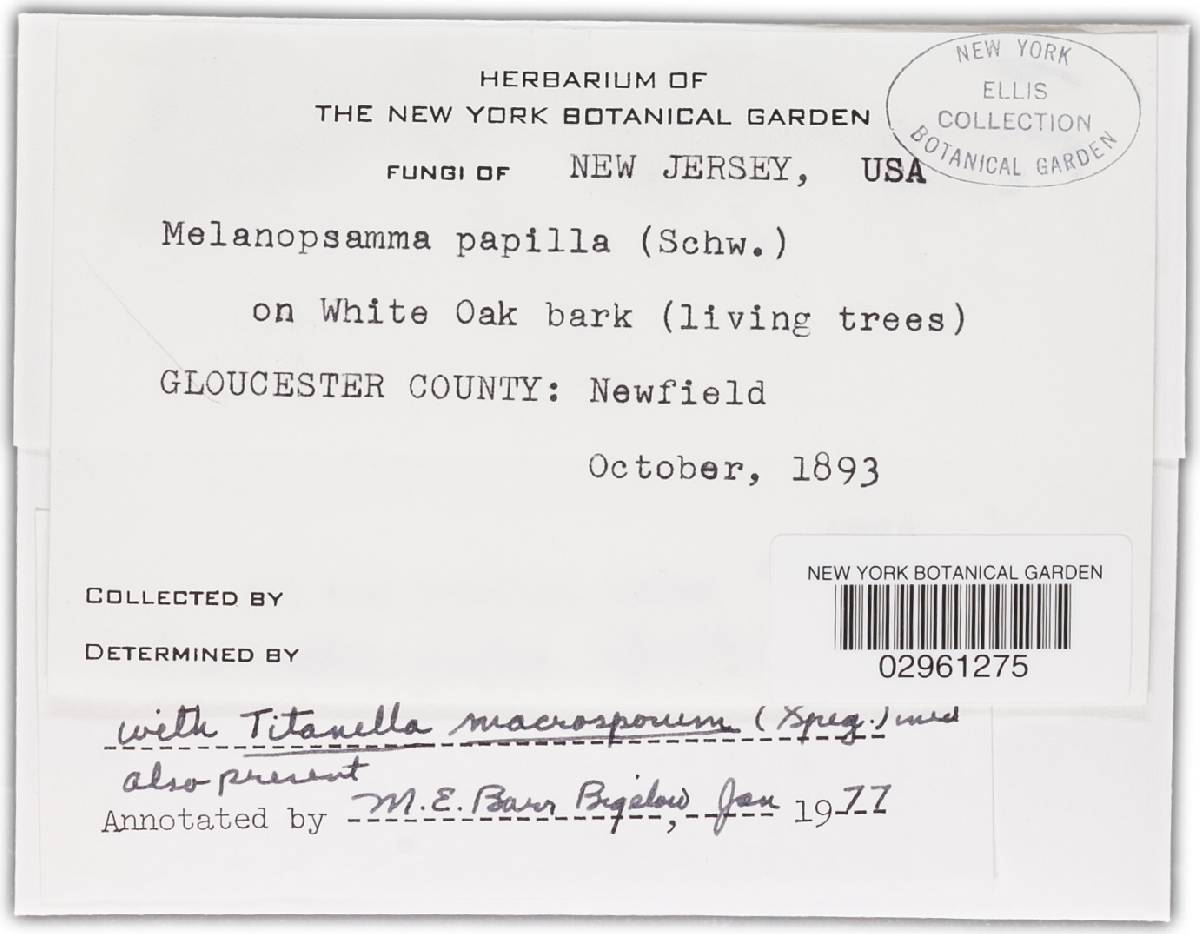 HERBARIUM OF
THE NEW YORK BOTANICAL GARDEN
NEW YORK
ELLIS
COLLECTION
BOTANICAL GARDEN
FUNGI OF NEW JERSEY, USA
Melanopsamma papilla (Schw.)
on White Oak bark (living trees)
GLOUCESTER COUNTY: Newfield
October, 1893
COLLECTED BY
DETERMINED BY
NEW YORK BOTANICAL GARDEN
02961275
with Titanella macrosporum (Speg.)
also present
Annotated by M.E. Barr Bigelow, Jan 1977